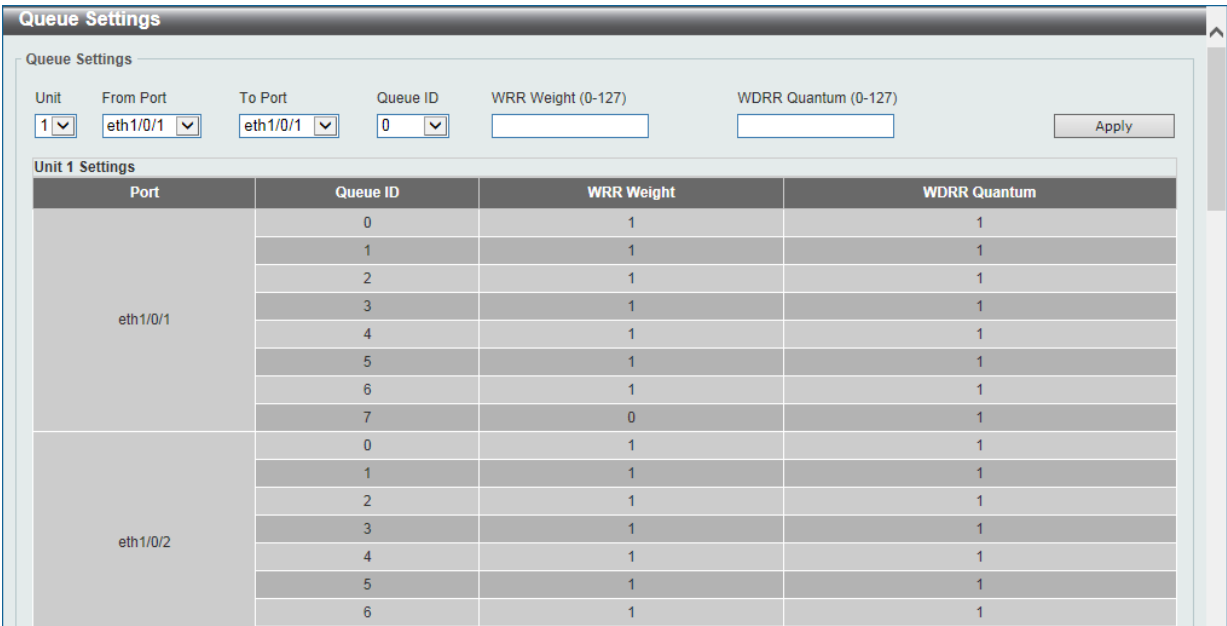 Queue Settings
Queue Settings
Unit From Port To Port Queue ID WRR Weight (0-127) WDRR Quantum (0-127)
1 eth1/0/1 eth1/0/1 0 Apply
Unit 1 Settings
Port Queue ID WRR Weight WDRR Quantum
0 1 1
1 1 1
2 1 1
3 1 1
eth1/0/1
4 1 1
5 1 1
6 1 1
7 0 1
0 1 1
1 1 1
2 1 1
3 1 1
eth1/0/2
4 1 1
5 1 1
6 1 1